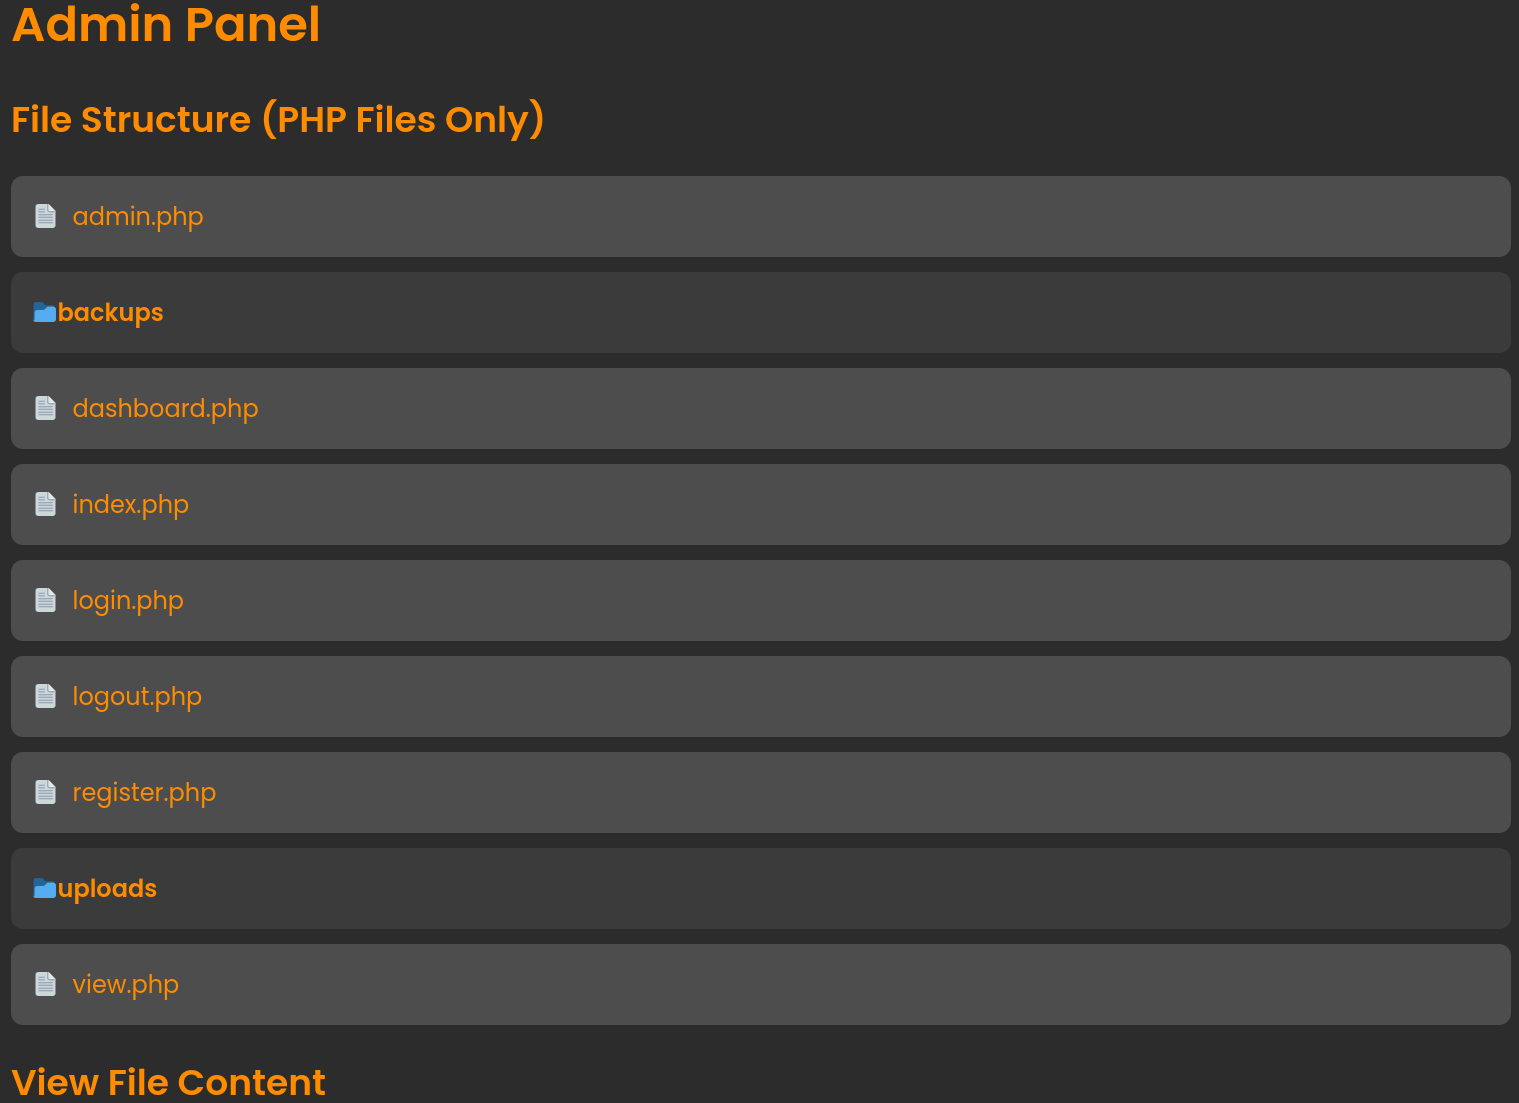 Admin Panel
File Structure (PHP Files Only)
admin.php
backups
dashboard.php
index.php
login.php
logout.php
register.php
uploads
view.php
View File Content